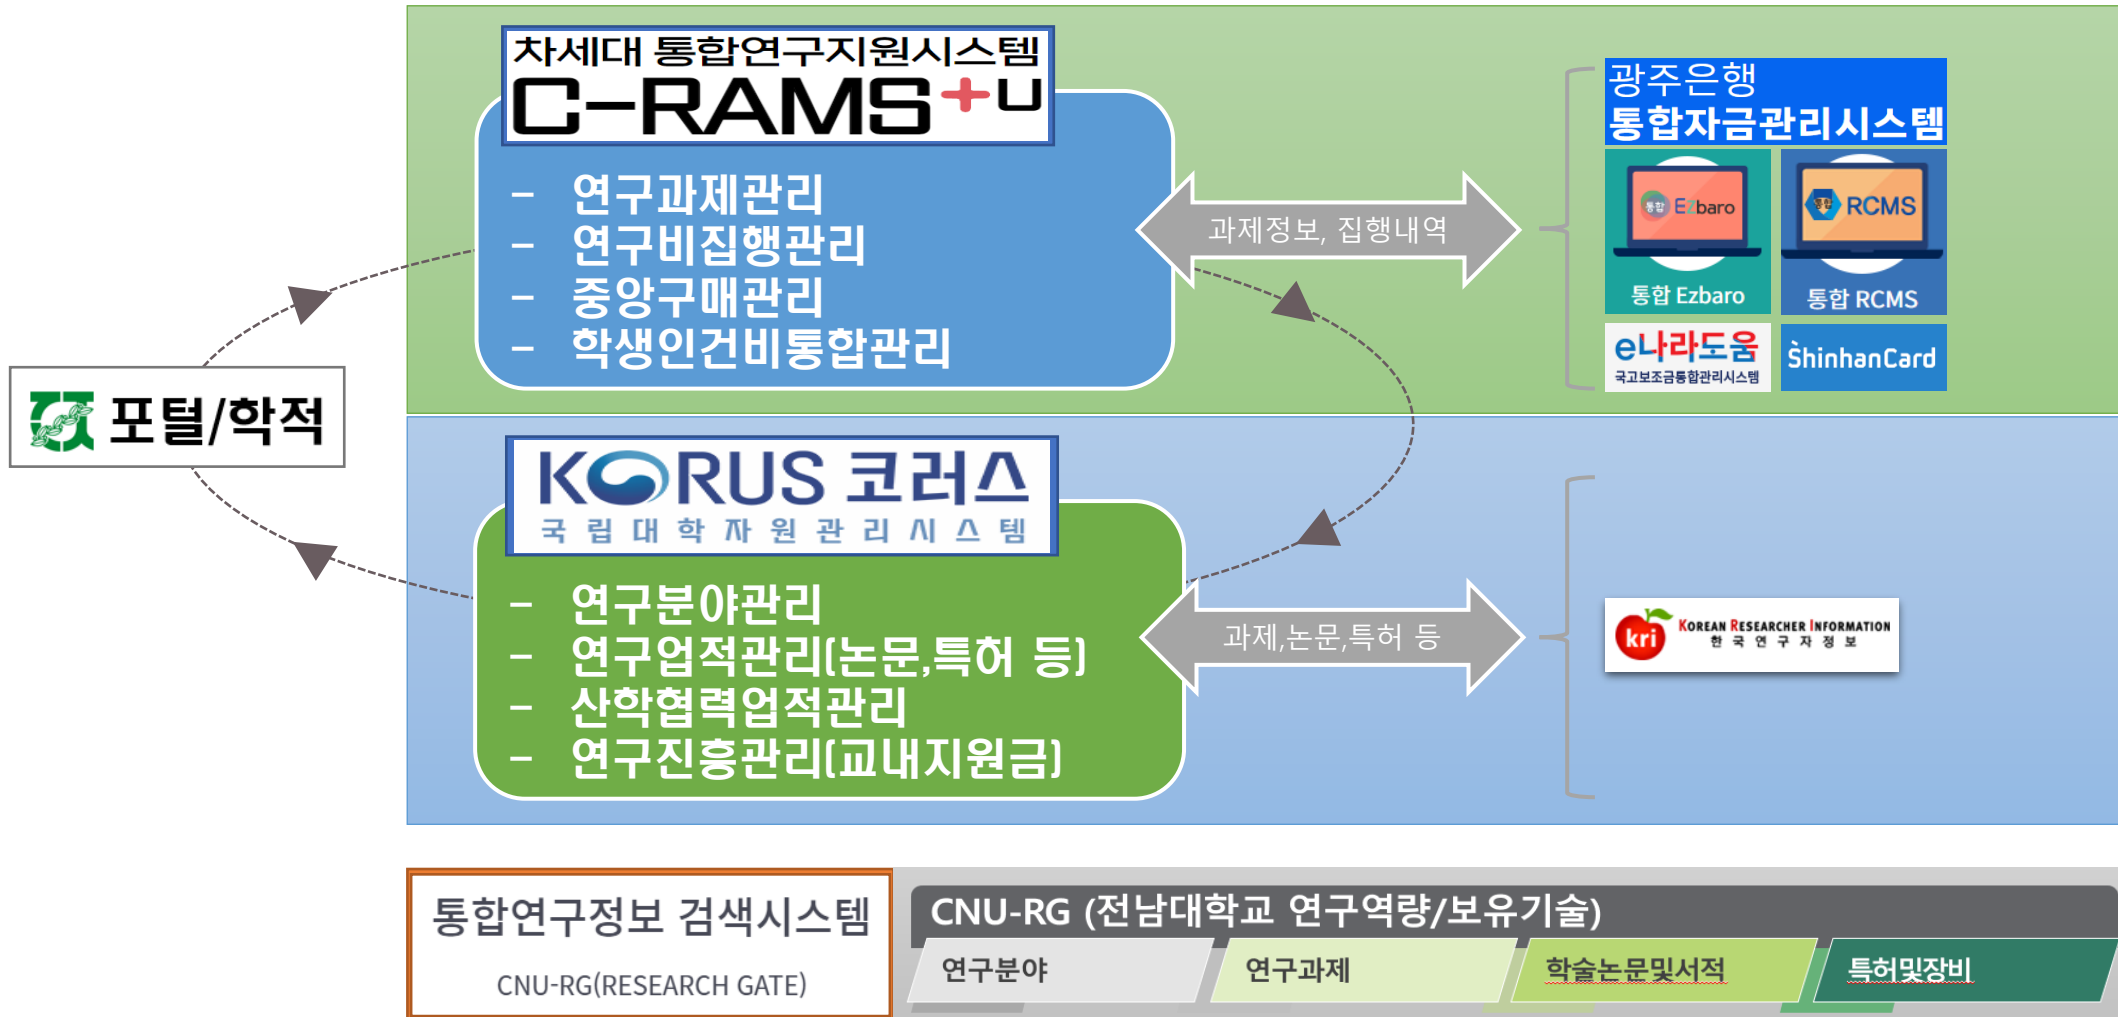 차세대 통합연구지원시스템
C-RAMS+U
- 연구과제관리
- 연구비집행관리
- 중앙구매관리
- 학생인건비통합관리
과제정보, 집행내역
광주은행
통합자금관리시스템
통합 Ezbaro
통합 RCMS
통합 Ezbaro
통합 RCMS
e나라도움
국고보조금통합관리시스템
ShinhanCard
포털/학적
KORUS 코러스
국립대학자원관리시스템
- 연구분야관리
- 연구업적관리(논문,특허 등)
- 산학협력업적관리
- 연구진흥관리(교내지원금)
과제,논문,특허 등
kri
KOREAN RESEARCHER INFORMATION
한국연구자정보
통합연구정보 검색시스템
CNU-RG(RESEARCH GATE)
CNU-RG (전남대학교 연구역량/보유기술)
연구분야
연구과제
학술논문및서적
특허및장비